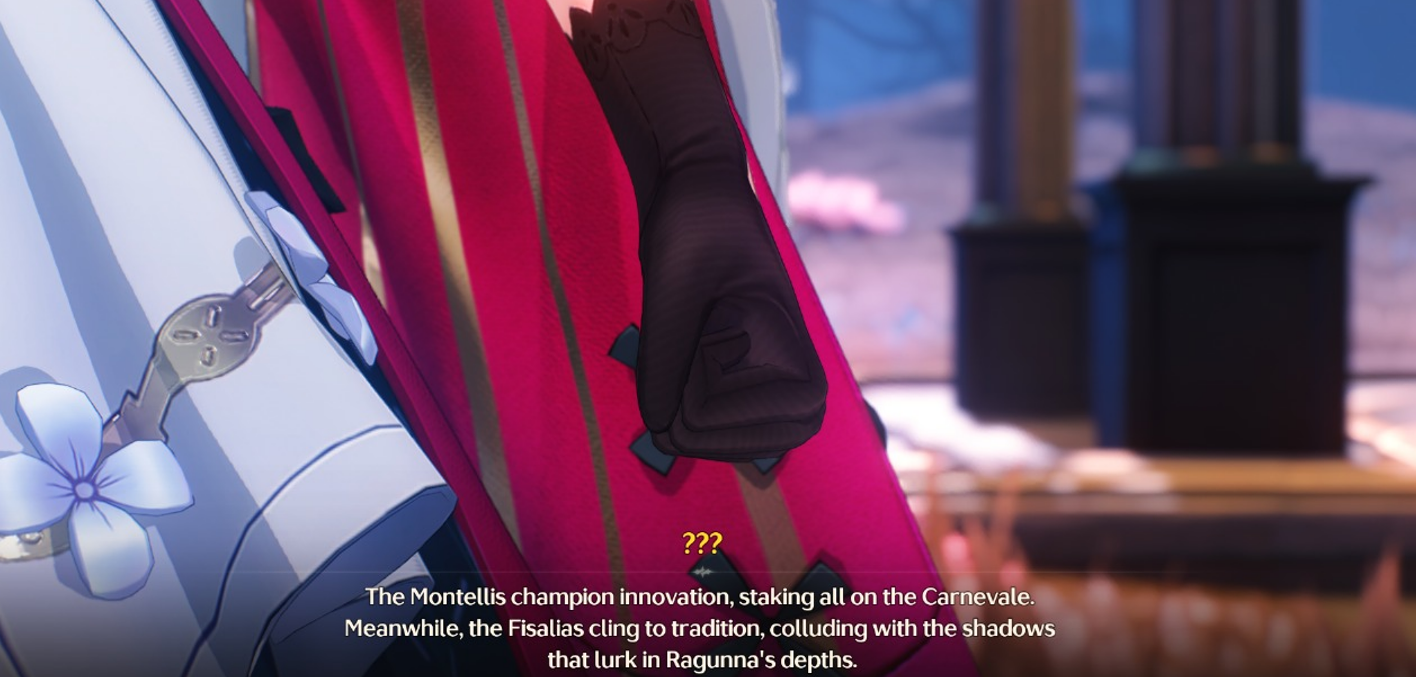 ???
The Montellis champion innovation, staking all on the Carnevale.
Meanwhile, the Fisalias cling to tradition, colluding with the shadows
that lurk in Ragunna's depths.